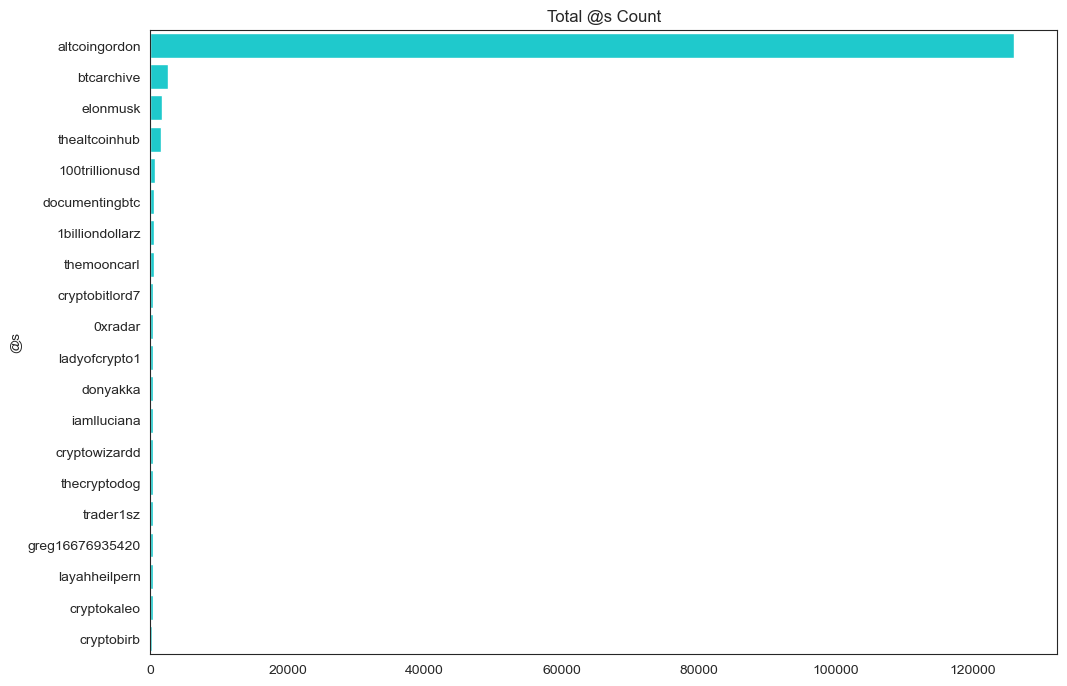 Total @s Count
altcoingordon
btcarchive
elonmusk
thealtcoinhub
100trillionusd
documentingbtc
1billiondollarz
themooncarl
cryptobitlord7
0xradar
ladyofcrypto1
donyakka
iamlluciana
cryptowizardd
thecryptodog
trader1sz
greg16676935420
layahheilpern
cryptokaleo
cryptobirb
@s
0 20000 40000 60000 80000 100000 120000